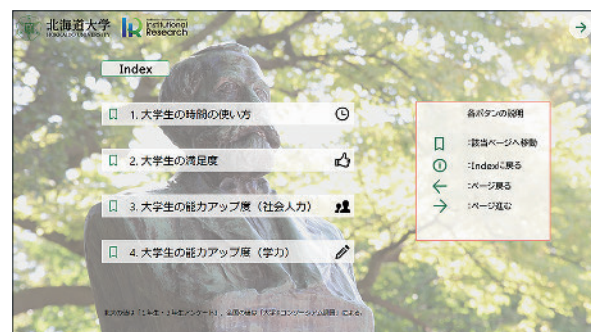 北海道大学
HOKKAIDO UNIVERSITY
IR Institutional
Research
Index
1. 大学生の時間の使い方
2. 大学生の満足度
3. 大学生の能力アップ度（社会人力）
4. 大学生の能力アップ度（学力）
各ボタンの説明
:該当ページへ移動
:Indexに戻る
:ページ戻る
:ページ進む